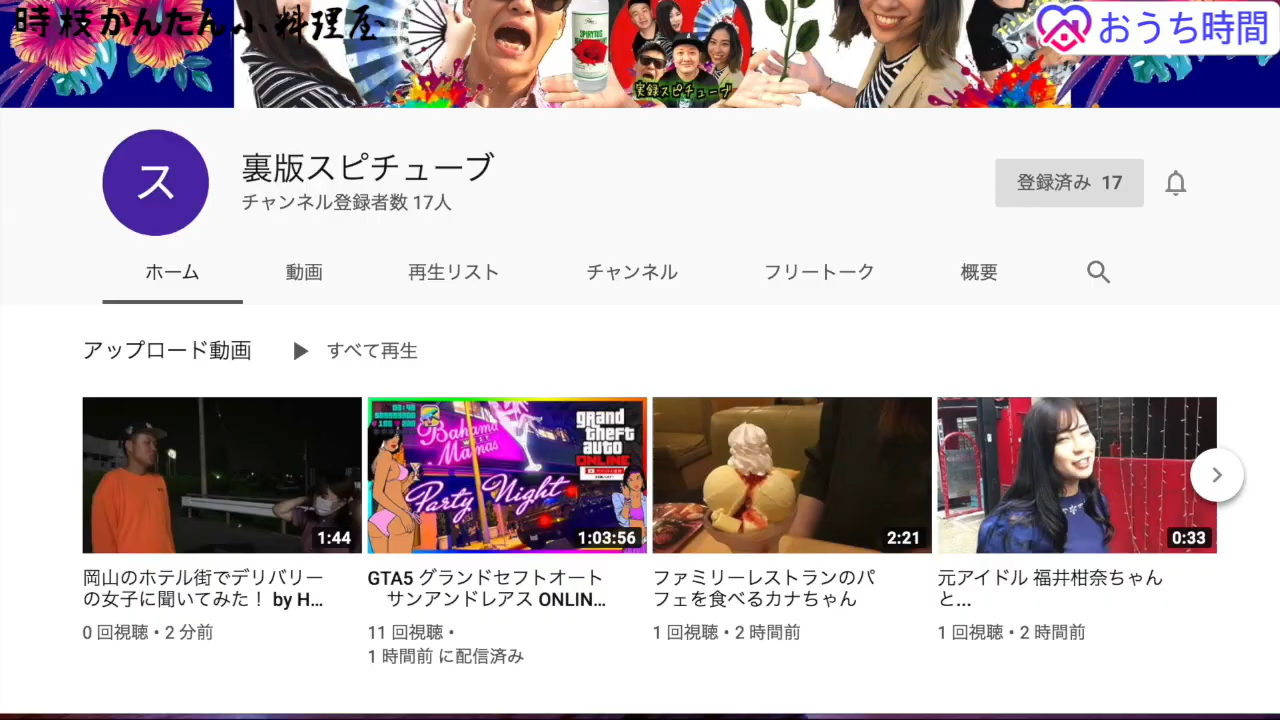 時枝かんたん小料理屋
おうち時間
SPIRYTUS
実録スピチューブ
ス
裏版スピチューブ
チャンネル登録者数 17人
登録済み 17
ホーム
動画
再生リスト
チャンネル
フリートーク
概要
アップロード動画
すべて再生
1:44
Bahama
Mamas
Party Night
grand
theft
auto
ONLINE
1:03:56
2:21
0:33
岡山のホテル街でデリバリー
の女子に聞いてみた！ by H...
0 回視聴・2 分前
GTA5 グランドセフトオート
サンアンドレアス ONLIN...
11 回視聴・
1 時間前 に配信済み
ファミリーレストランのパ
フェを食べるカナちゃん
1 回視聴・2 時間前
元アイドル 福井柑奈ちゃん
と...
1 回視聴・2 時間前